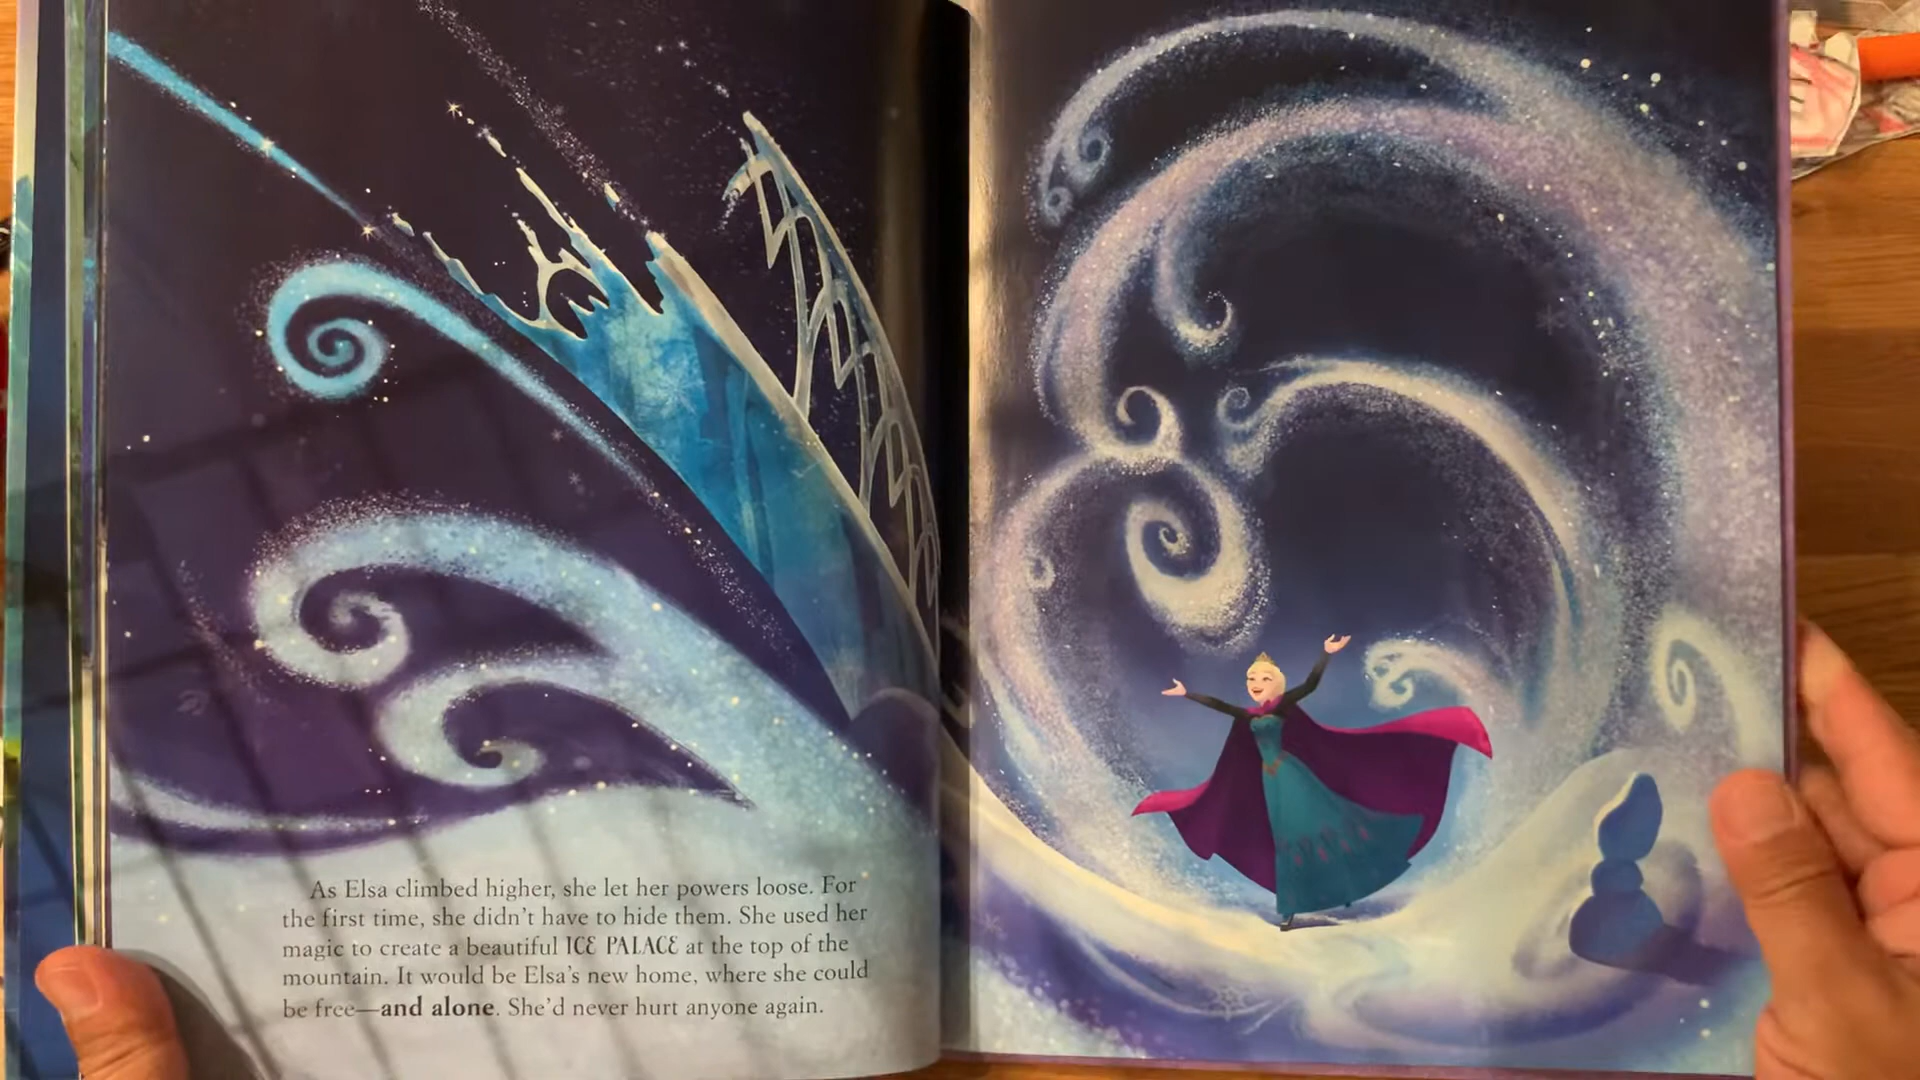 As Elsa climbed higher, she let her powers loose. For
the first time, she didn't have to hide them. She used her
magic to create a beautiful ICE PALACE at the top of the
mountain. It would be Elsa's new home, where she could
be free—and alone. She'd never hurt anyone again.